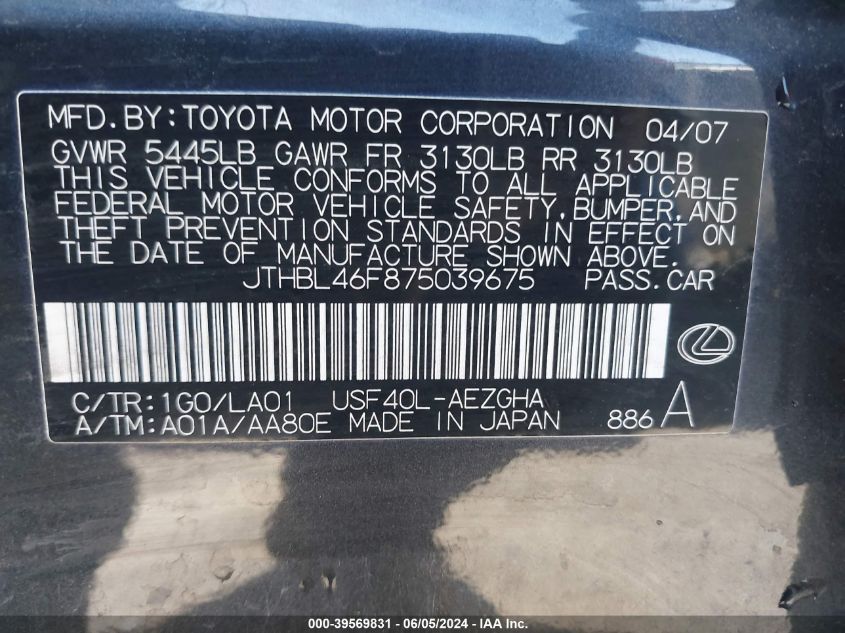 MFD.BY:TOYOTA MOTOR CORPORATION 04/07
GVWR 5445LB GAWR FR 3130LB RR 3130LB
THIS VEHICLE CONFORMS TO ALL APPLICABLE
FEDERAL MOTOR VEHICLE SAFETY,BUMPER,AND
THEFT PREVENTION STANDARDS IN EFFECT ON
THE DATE OF MANUFACTURE SHOWN ABOVE.
JTHBL46F875039675 PASS.CAR
C/TR:1G0/LA01 USF40L-AEZGHA
A/TM:A01A/AA80E MADE IN JAPAN 886 A
000-39569831 - 06/05/2024 - IAA Inc.